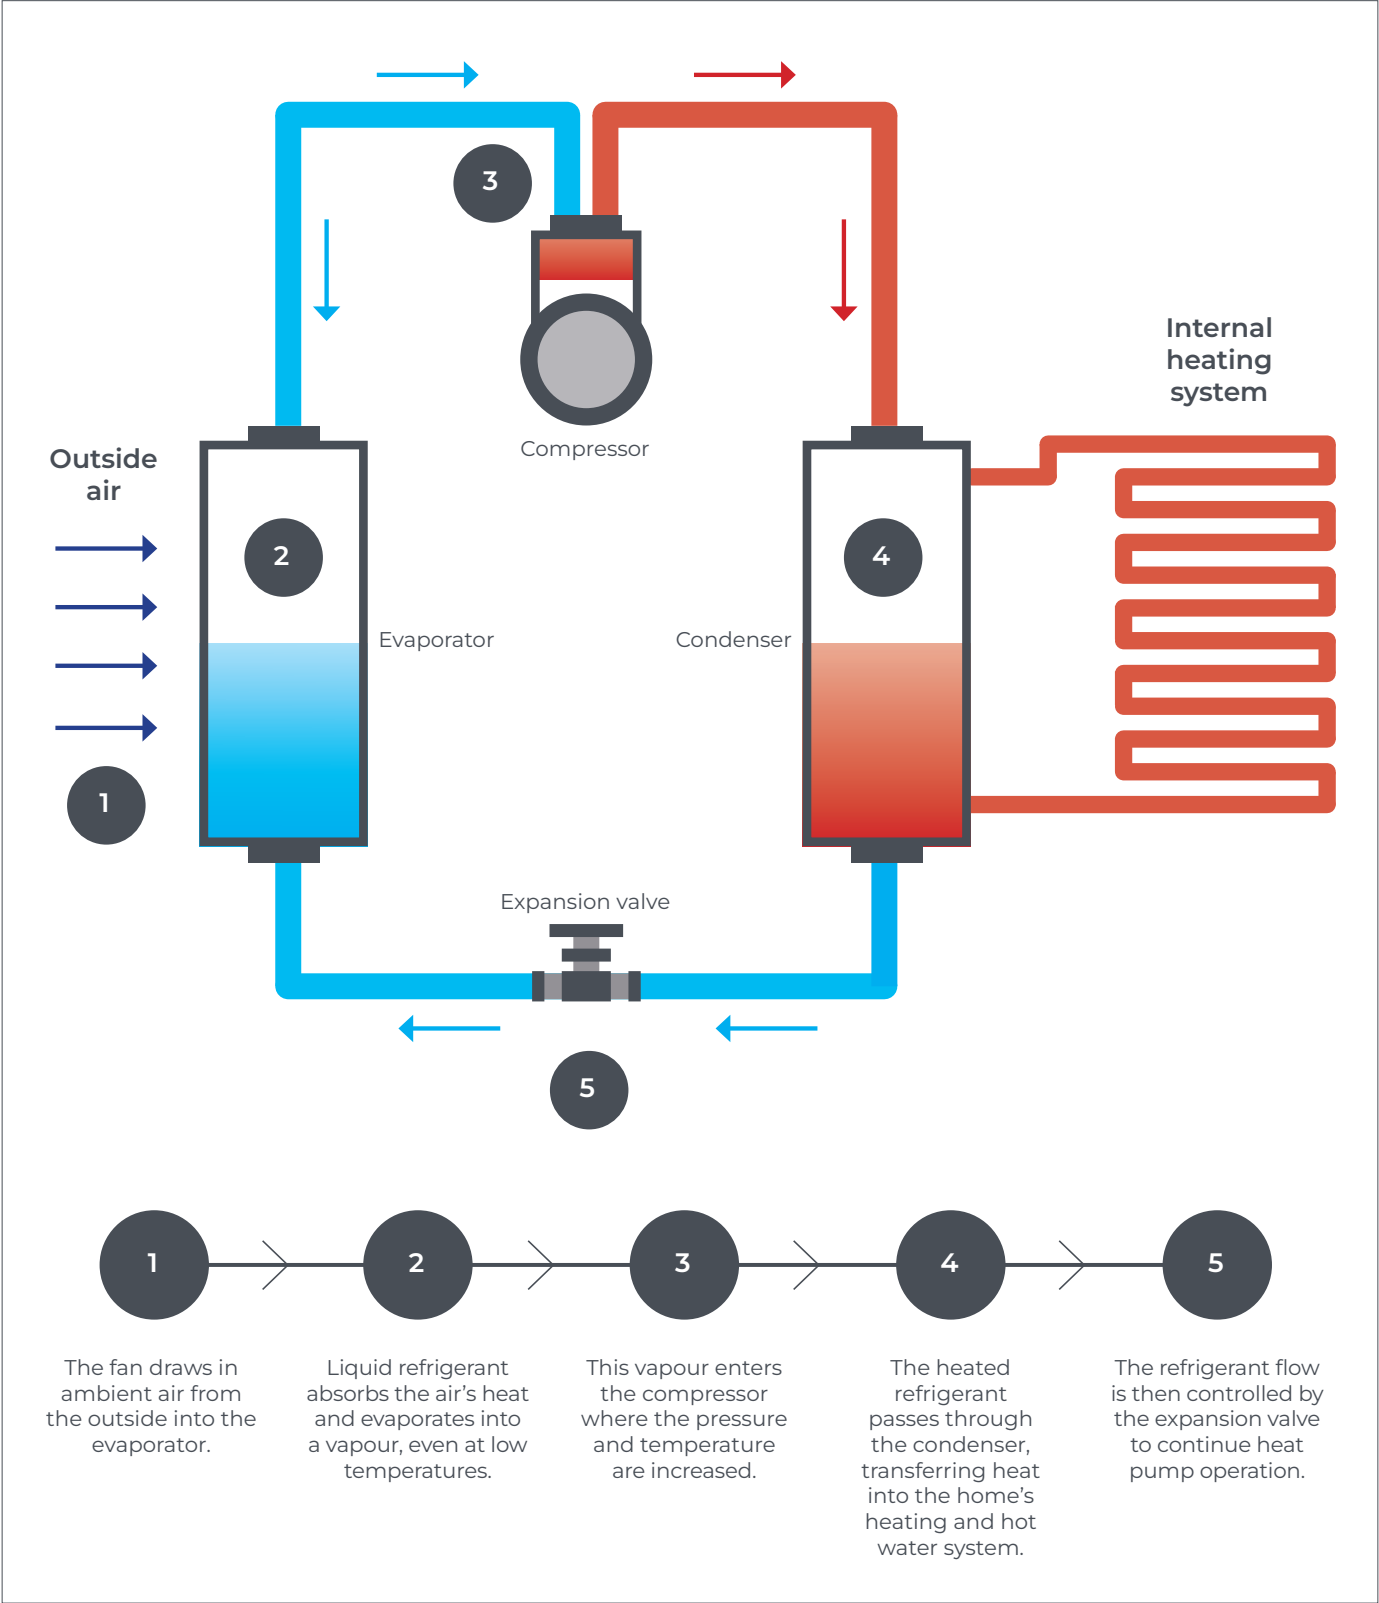 3
Internal
heating
system
Compressor
Outside
air
2
4
Evaporator
Condenser
1
Expansion valve
5
1
2
3
4
5
The fan draws in
ambient air from
the outside into the
evaporator.
Liquid refrigerant
absorbs the air’s heat
and evaporates into
a vapour, even at low
temperatures.
This vapour enters
the compressor
where the pressure
and temperature
are increased.
The heated
refrigerant
passes through
the condenser,
transferring heat
into the home’s
heating and hot
water system.
The refrigerant flow
is then controlled by
the expansion valve
to continue heat
pump operation.